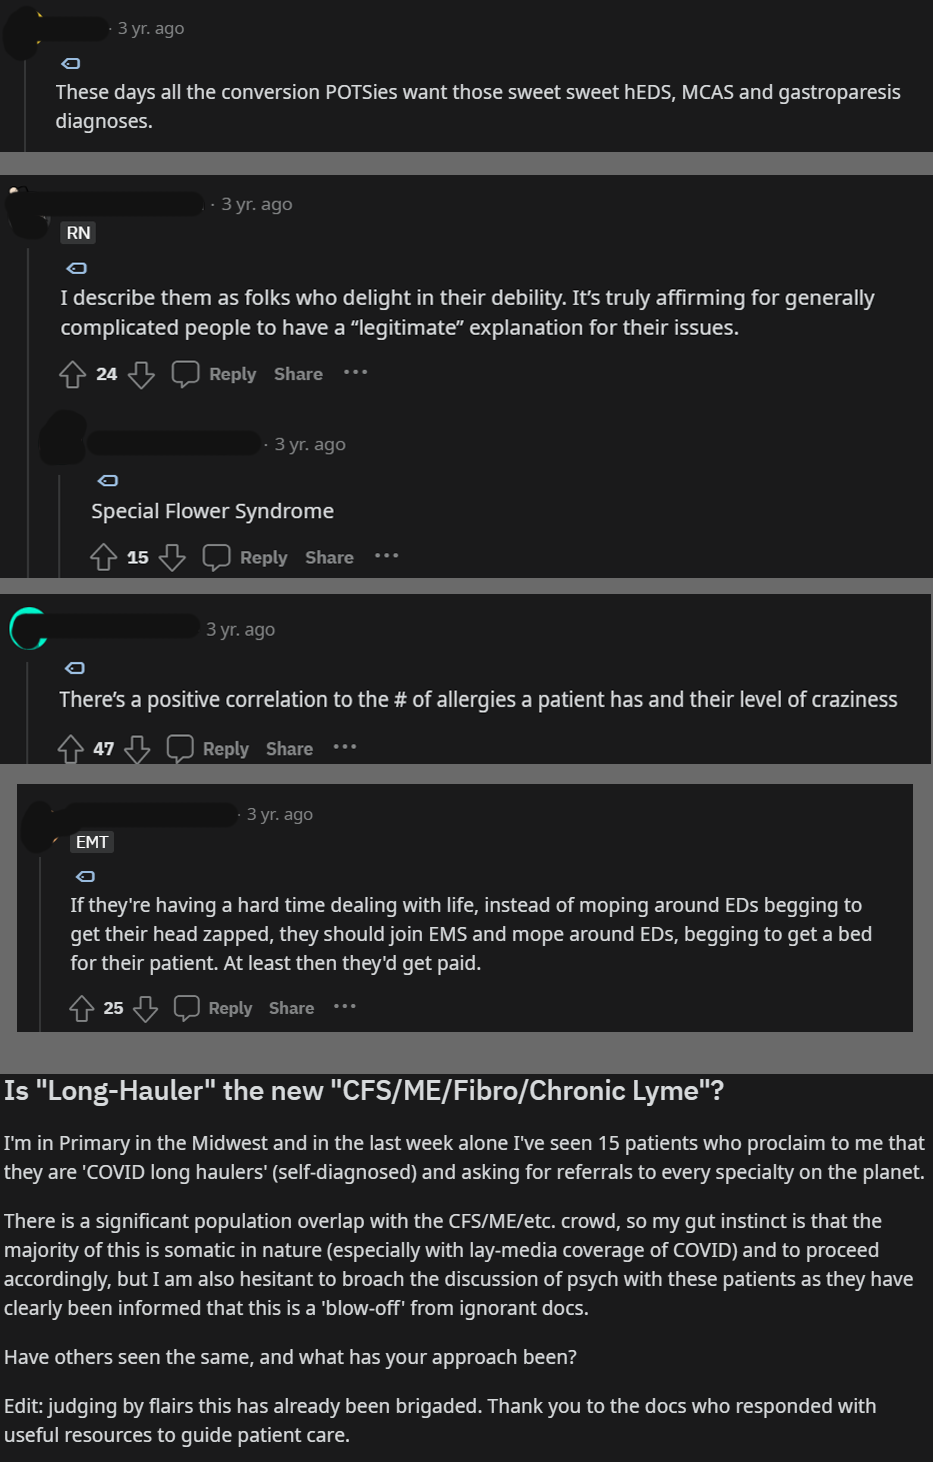 · 3 yr. ago
These days all the conversion POTSies want those sweet sweet hEDS, MCAS and gastroparesis
diagnoses.
· 3 yr. ago
RN
I describe them as folks who delight in their debility. It’s truly affirming for generally
complicated people to have a “legitimate” explanation for their issues.
24 Reply Share ···
· 3 yr. ago
Special Flower Syndrome
15 Reply Share ···
3 yr. ago
There’s a positive correlation to the # of allergies a patient has and their level of craziness
47 Reply Share ···
· 3 yr. ago
EMT
If they're having a hard time dealing with life, instead of moping around EDs begging to
get their head zapped, they should join EMS and mope around EDs, begging to get a bed
for their patient. At least then they'd get paid.
25 Reply Share ···
Is "Long-Hauler" the new "CFS/ME/Fibro/Chronic Lyme"?
I'm in Primary in the Midwest and in the last week alone I've seen 15 patients who proclaim to me that
they are 'COVID long haulers' (self-diagnosed) and asking for referrals to every specialty on the planet.
There is a significant population overlap with the CFS/ME/etc. crowd, so my gut instinct is that the
majority of this is somatic in nature (especially with lay-media coverage of COVID) and to proceed
accordingly, but I am also hesitant to broach the discussion of psych with these patients as they have
clearly been informed that this is a 'blow-off' from ignorant docs.
Have others seen the same, and what has your approach been?
Edit: judging by flairs this has already been brigaded. Thank you to the docs who responded with
useful resources to guide patient care.